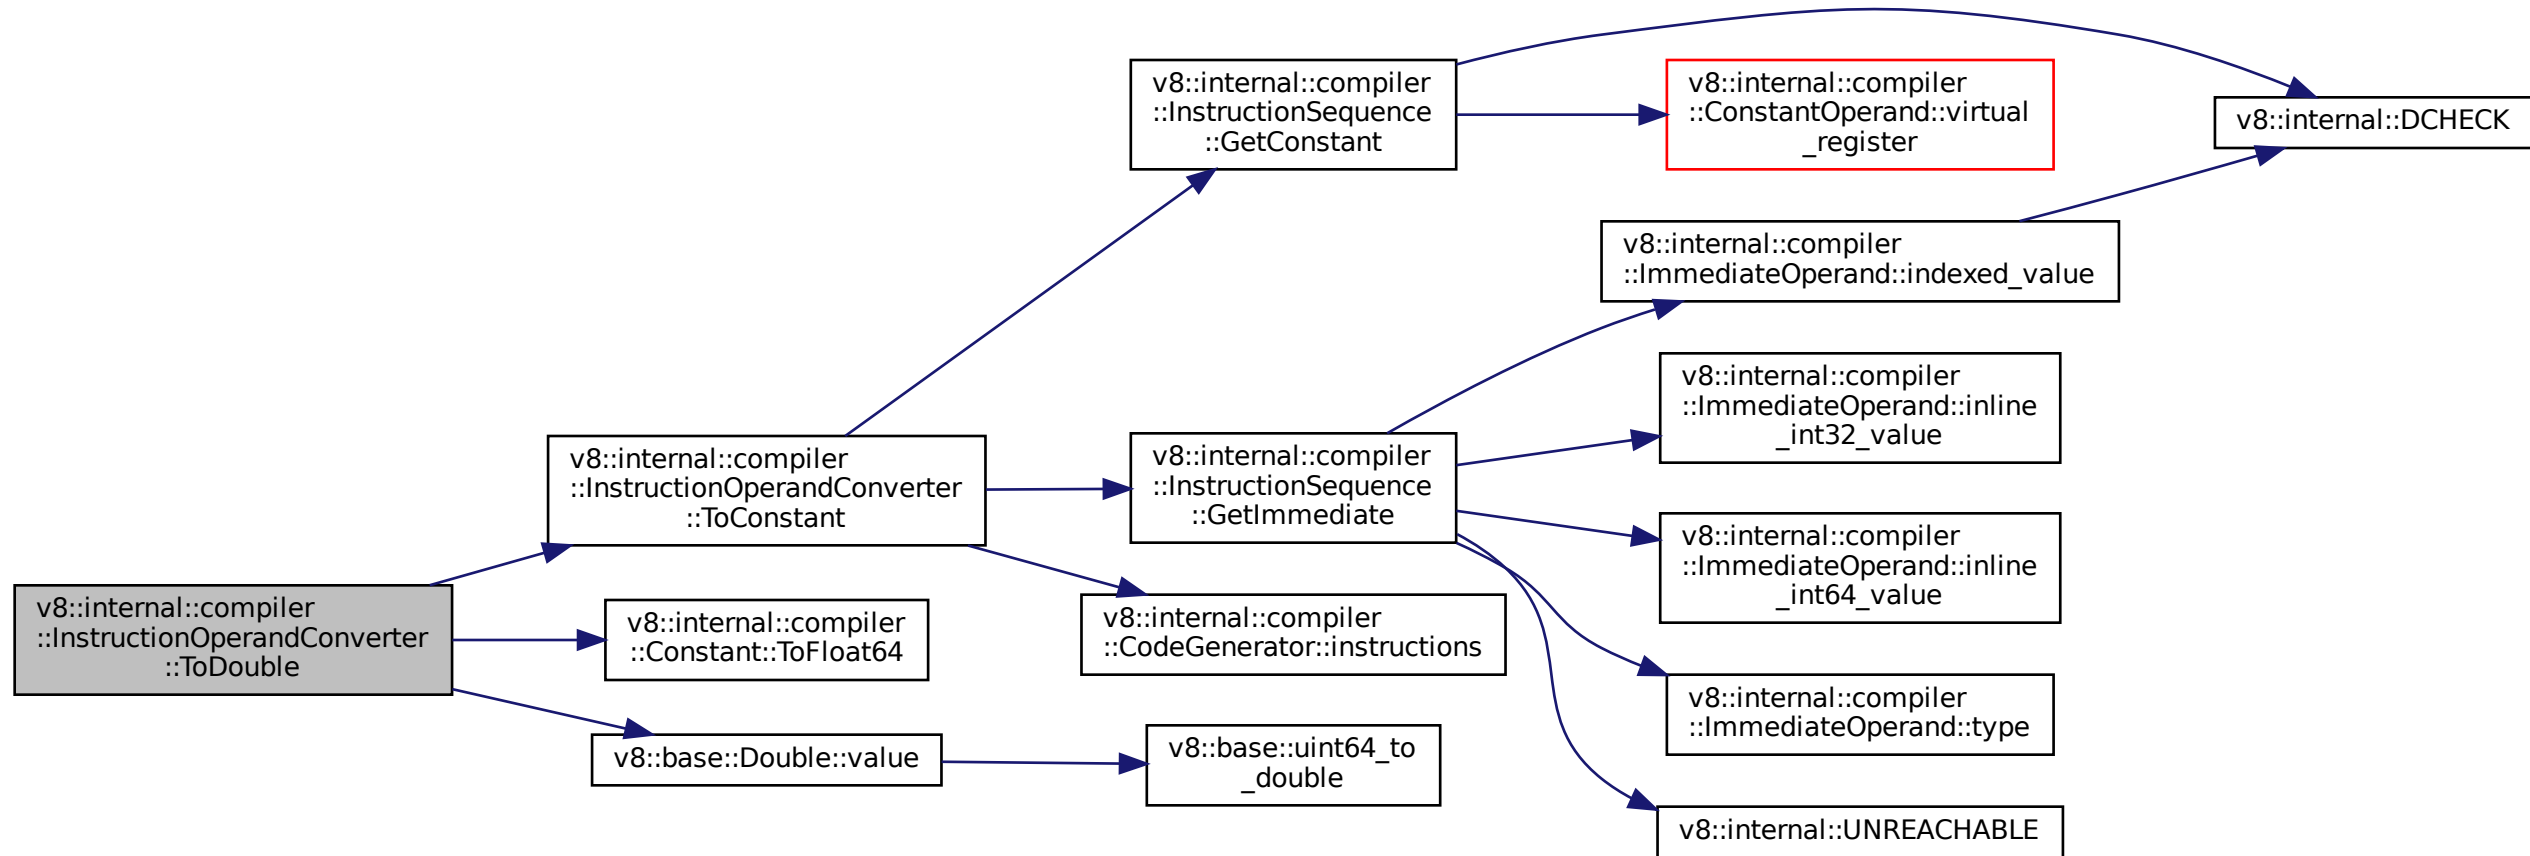 v8::internal::compiler
::InstructionOperandConverter
::ToDouble
v8::internal::compiler
::InstructionOperandConverter
::ToConstant
v8::internal::compiler
::Constant::ToFloat64
v8::base::Double::value
v8::internal::compiler
::InstructionSequence
::GetConstant
v8::internal::compiler
::InstructionSequence
::GetImmediate
v8::internal::compiler
::CodeGenerator::instructions
v8::base::uint64_to
_double
v8::internal::compiler
::ConstantOperand::virtual
_register
v8::internal::compiler
::ImmediateOperand::indexed_value
v8::internal::compiler
::ImmediateOperand::inline
_int32_value
v8::internal::compiler
::ImmediateOperand::inline
_int64_value
v8::internal::compiler
::ImmediateOperand::type
v8::internal::UNREACHABLE
v8::internal::DCHECK